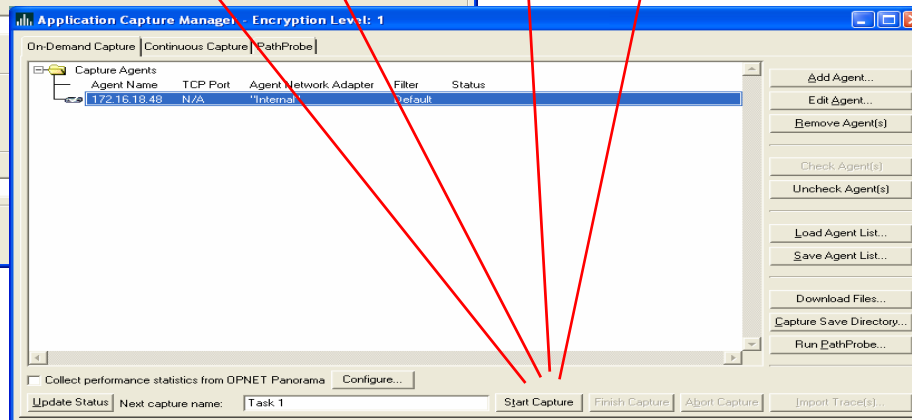 Application Capture Manager - Encryption Level: 1
On-Demand Capture Continuous Capture PathProbe
Capture Agents
Agent Name TCP Port Agent Network Adapter Filter Status
172.16.18.48 N/A "Internal" Default
Add Agent...
Edit Agent...
Remove Agent(s)
Check Agent(s)
Uncheck Agent(s)
Load Agent List...
Save Agent List...
Download Files...
Capture Save Directory...
Run PathProbe...
Collect performance statistics from OPNET Panorama Configure...
Update Status Next capture name: Task 1 Start Capture Finish Capture Abort Capture Import Trace(s)...